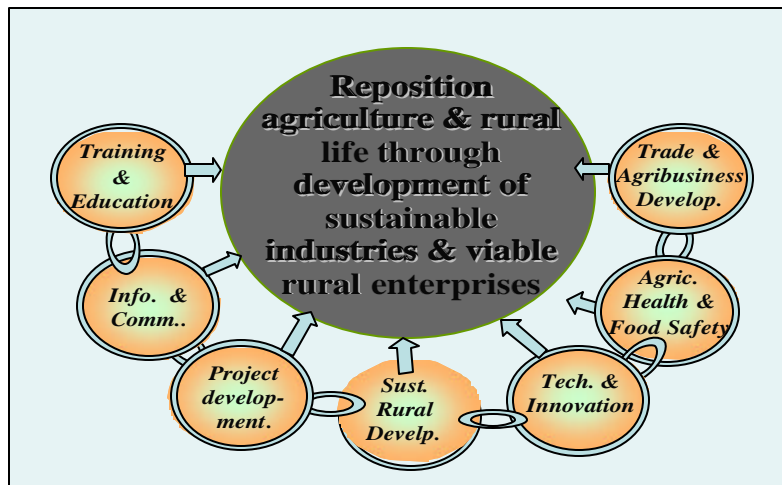 Reposition
agriculture & rural
life through
development of
sustainable
industries & viable
rural enterprises
Training
&
Education
Info. &
Comm..
Project
develop-
ment.
Sust.
Rural
Develp.
Tech. &
Innovation
Agric.
Health &
Food Safety
Trade &
Agribusiness
Develop.